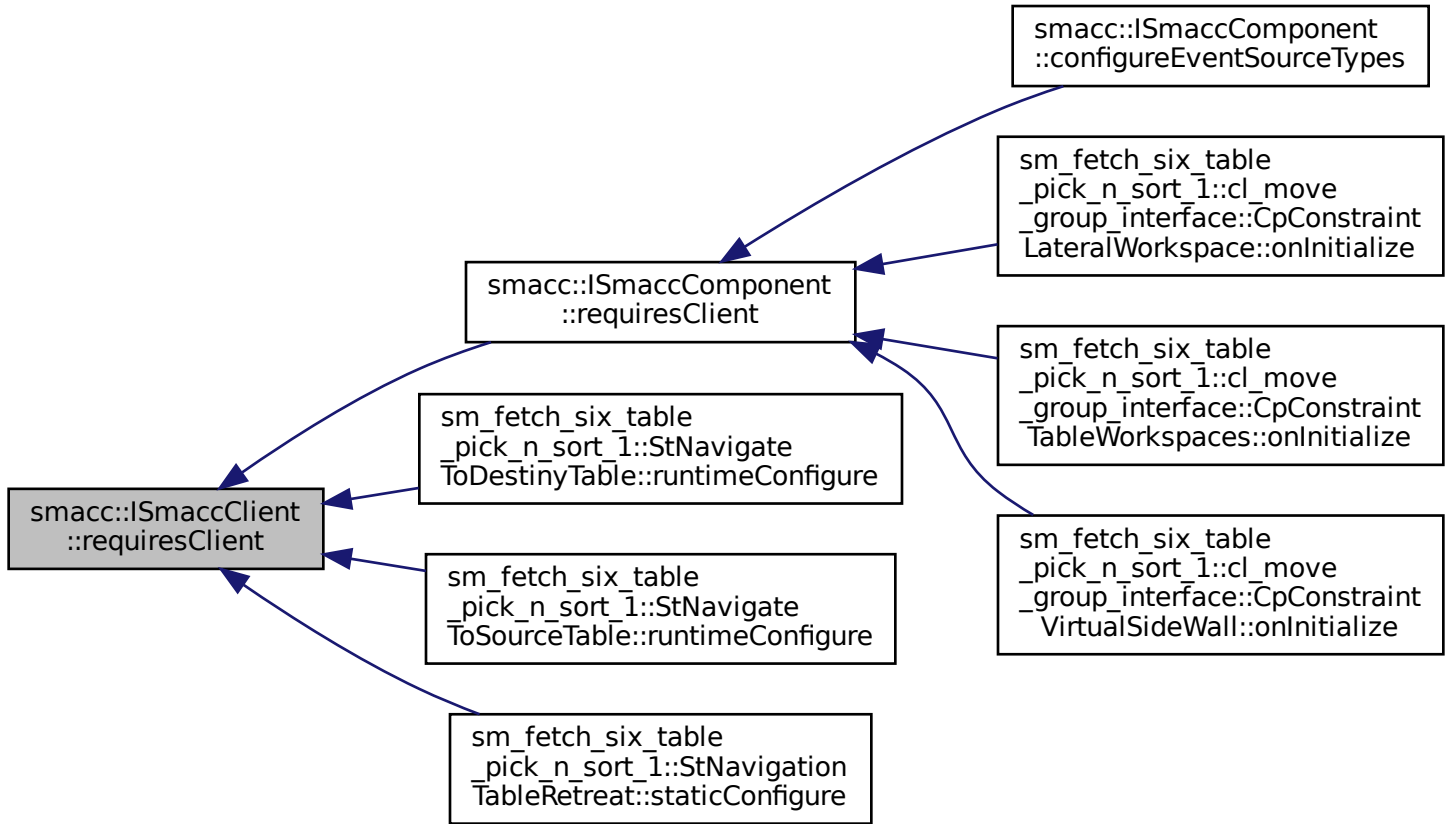 smacc::ISmaccClient
::requiresClient
smacc::ISmaccComponent
::requiresClient
sm_fetch_six_table
_pick_n_sort_1::StNavigate
ToDestinyTable::runtimeConfigure
sm_fetch_six_table
_pick_n_sort_1::StNavigate
ToSourceTable::runtimeConfigure
sm_fetch_six_table
_pick_n_sort_1::StNavigation
TableRetreat::staticConfigure
smacc::ISmaccComponent
::configureEventSourceTypes
sm_fetch_six_table
_pick_n_sort_1::cl_move
_group_interface::CpConstraint
LateralWorkspace::onInitialize
sm_fetch_six_table
_pick_n_sort_1::cl_move
_group_interface::CpConstraint
TableWorkspaces::onInitialize
sm_fetch_six_table
_pick_n_sort_1::cl_move
_group_interface::CpConstraint
VirtualSideWall::onInitialize